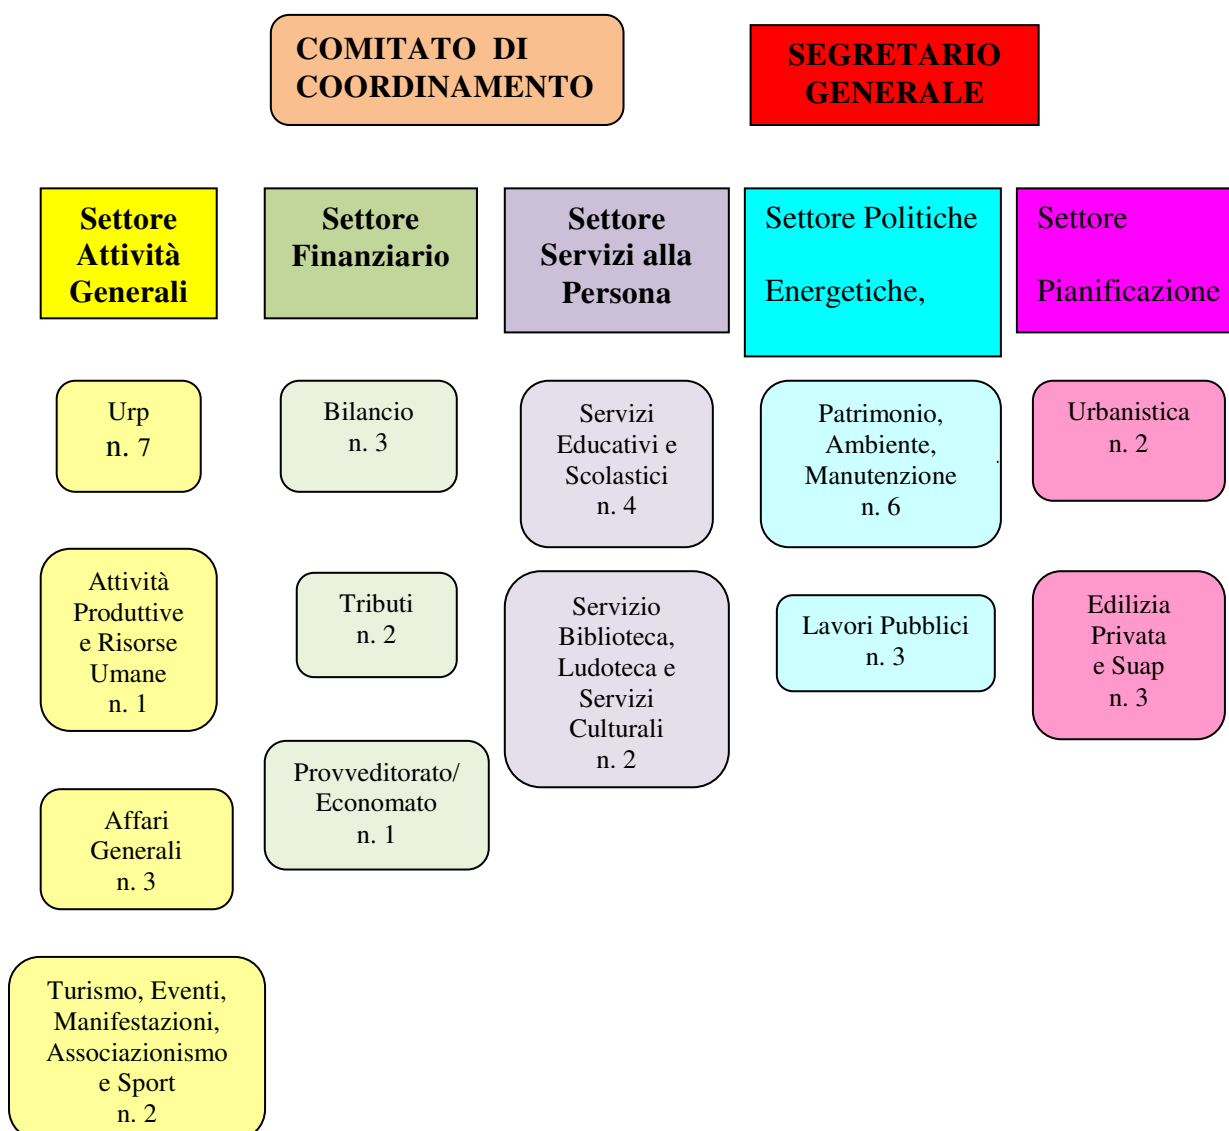 COMITATO DI
COORDINAMENTO
SEGRETARIO
GENERALE
Settore
Attività
Generali
Settore
Finanziario
Settore
Servizi alla
Persona
Settore Politiche
Energetiche,
Settore
Pianificazione
Urp
n. 7
Bilancio
n. 3
Servizi
Educativi e
Scolastici
n. 4
Patrimonio,
Ambiente,
Manutenzione
n. 6
Urbanistica
n. 2
Attività
Produttive
e Risorse
Umane
n. 1
Tributi
n. 2
Servizio
Biblioteca,
Ludoteca e
Servizi
Culturali
n. 2
Lavori Pubblici
n. 3
Edilizia
Privata
e Suap
n. 3
Provveditorato/
Economato
n. 1
Affari
Generali
n. 3
Turismo, Eventi,
Manifestazioni,
Associazionismo
e Sport
n. 2